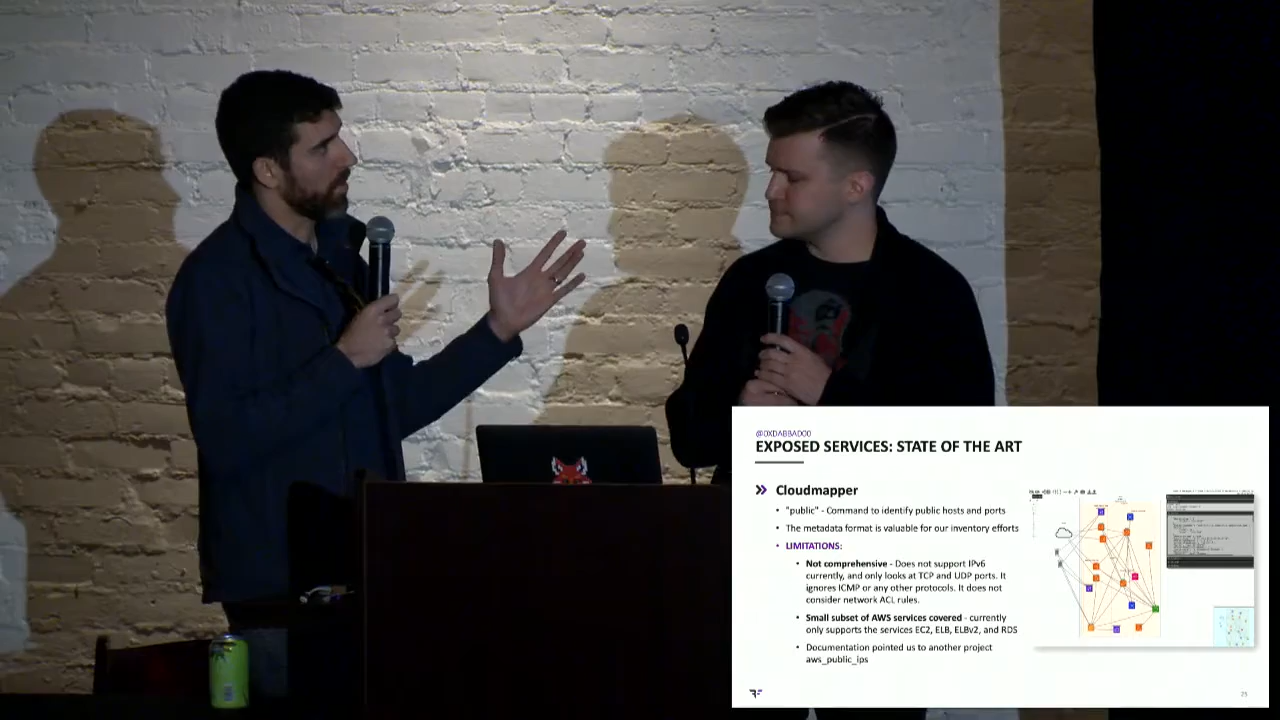 @0XDABBAD00
EXPOSED SERVICES: STATE OF THE ART
Cloudmapper
"public" - Command to identify public hosts and ports
The metadata format is valuable for our inventory efforts
LIMITATIONS:
Not comprehensive - Does not support IPv6
currently, and only looks at TCP and UDP ports. It
ignores ICMP or any other protocols. It does not
consider network ACL rules.
Small subset of AWS services covered - currently
only supports the services EC2, ELB, ELBv2, and RDS
Documentation pointed us to another project
aws_public_ips